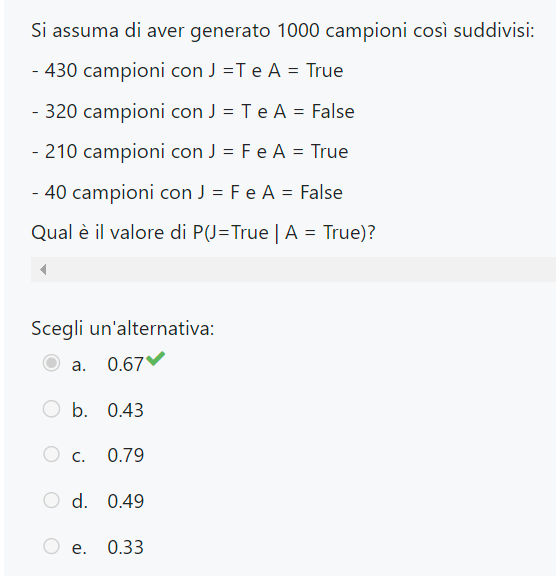 Si assuma di aver generato 1000 campioni così suddivisi:
- 430 campioni con J =T e A = True
- 320 campioni con J = T e A = False
- 210 campioni con J = F e A = True
- 40 campioni con J = F e A = False
Qual è il valore di P(J=True | A = True)?
Scegli un'alternativa:
a. 0.67
b. 0.43
c. 0.79
d. 0.49
e. 0.33